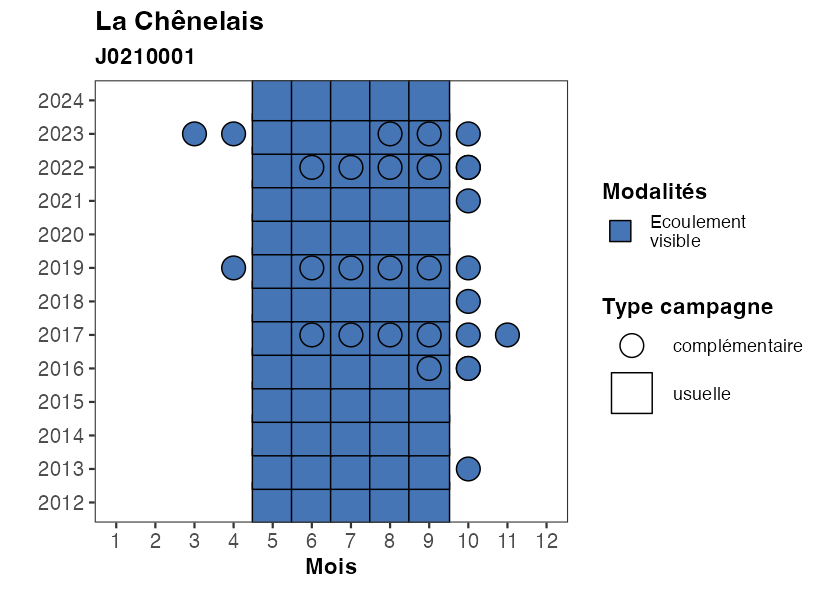 La Chênelais
J0210001
2024
2023
2022
2021
2020
2019
2018
2017
2016
2015
2014
2013
2012
1 2 3 4 5 6 7 8 9 10 11 12
Mois
Modalités
Ecoulement
visible
Type campagne
complémentaire
usuelle